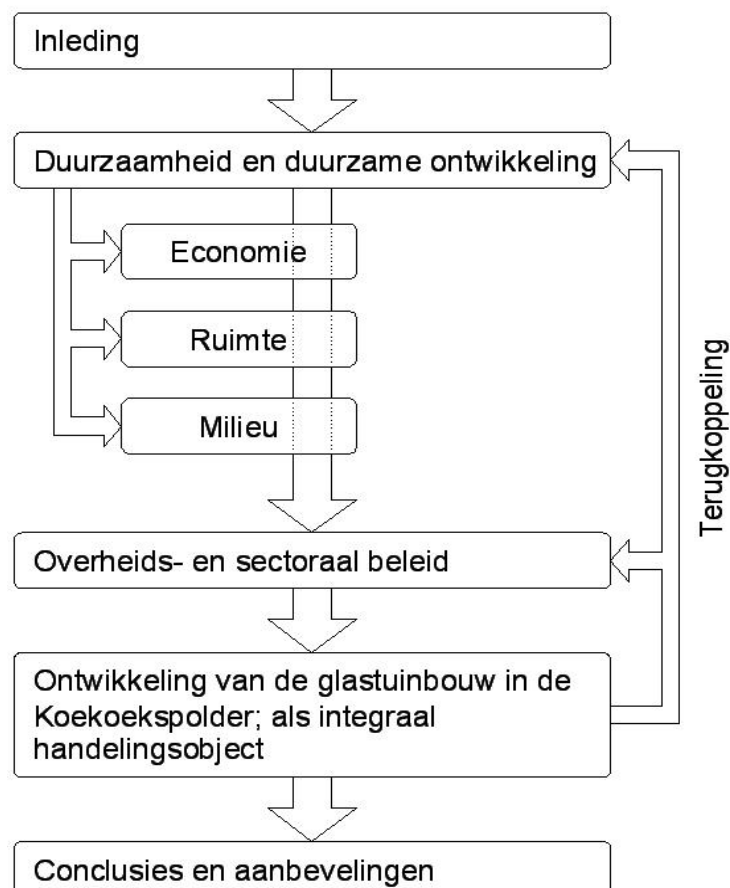 Inleding
Duurzaamheid en duurzame ontwikkeling
Economie
Ruimte
Milieu
Terugkoppeling
Overheids- en sectoraal beleid
Ontwikkeling van de glastuinbouw in de
Koekoekspolder; als integraal
handelingsobject
Conclusies en aanbevelingen